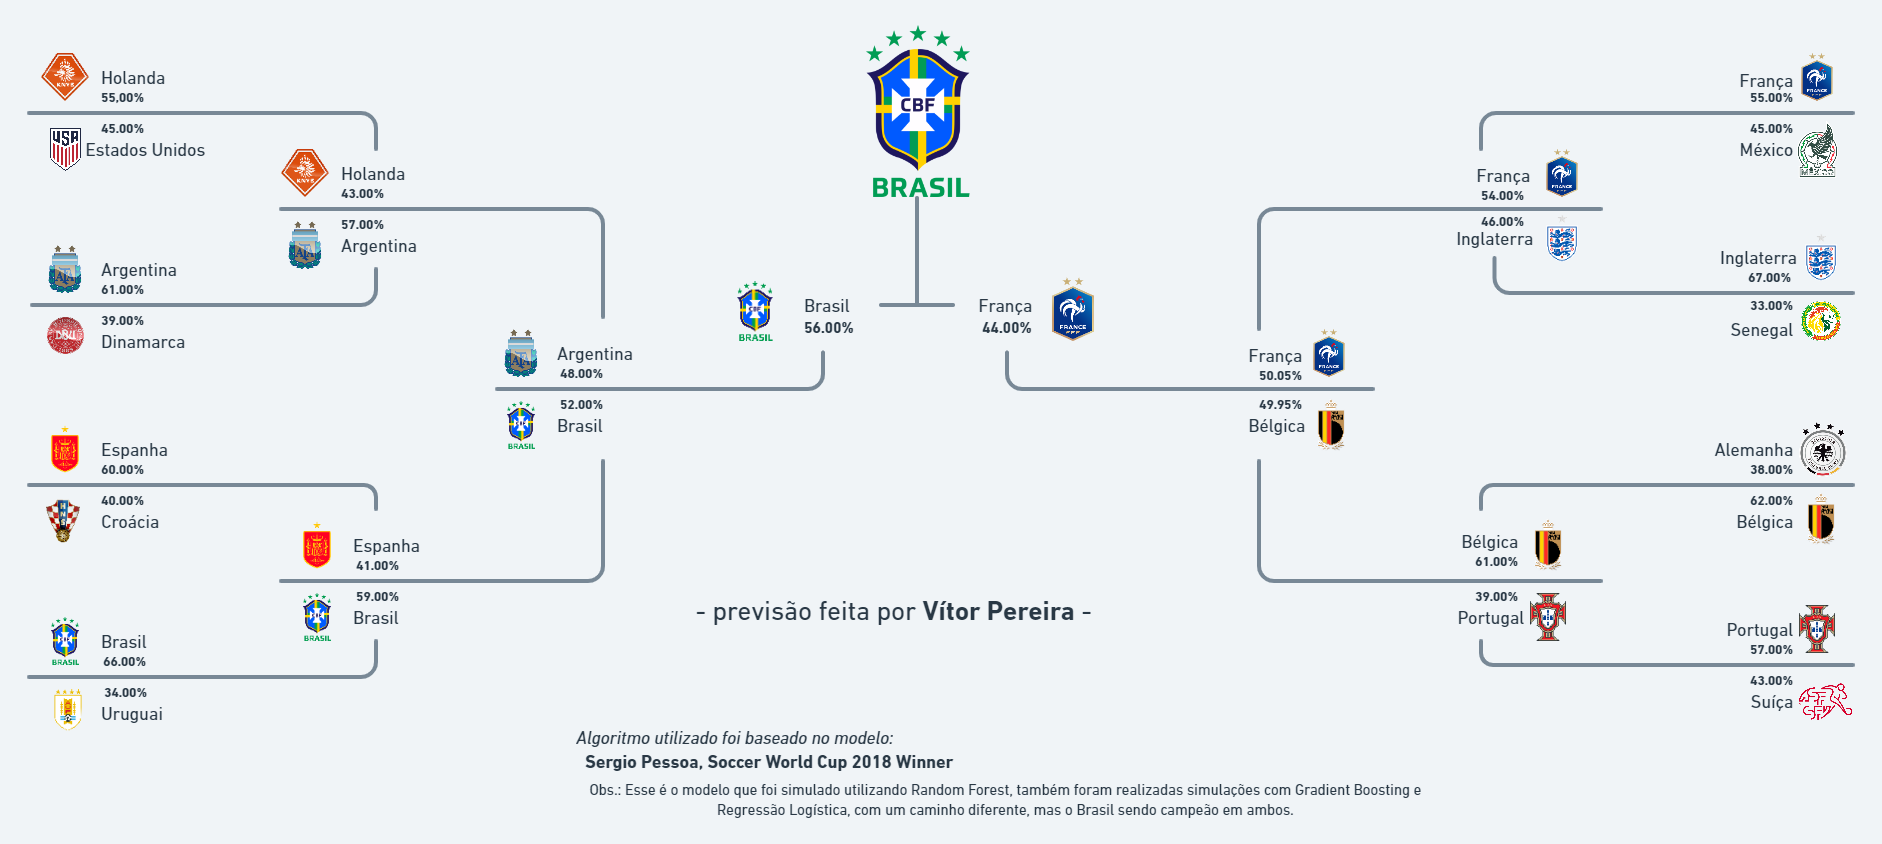 Holanda
55,00%
45.00%
Estados Unidos
Holanda
43.00%
57.00%
Argentina
Argentina
61.00%
39.00%
Dinamarca
Argentina
48.00%
52.00%
Brasil
Espanha
60.00%
40.00%
Croácia
Espanha
41.00%
59.00%
Brasil
Brasil
66.00%
34.00%
Uruguai
CBF
BRASIL
Brasil
56.00%
França
44.00%
França
55.00%
45.00%
México
França
54.00%
46.00%
Inglaterra
Inglaterra
67.00%
33.00%
Senegal
França
50.05%
49.95%
Bélgica
Alemanha
38.00%
62.00%
Bélgica
Bélgica
61.00%
39.00%
Portugal
Portugal
57.00%
43.00%
Suíça
- previsão feita por Vítor Pereira -
Algoritmo utilizado foi baseado no modelo:
Sergio Pessoa, Soccer World Cup 2018 Winner
Obs.: Esse é o modelo que foi simulado utilizando Random Forest, também foram realizadas simulações com Gradient Boosting e
Regressão Logística, com um caminho diferente, mas o Brasil sendo campeão em ambos.